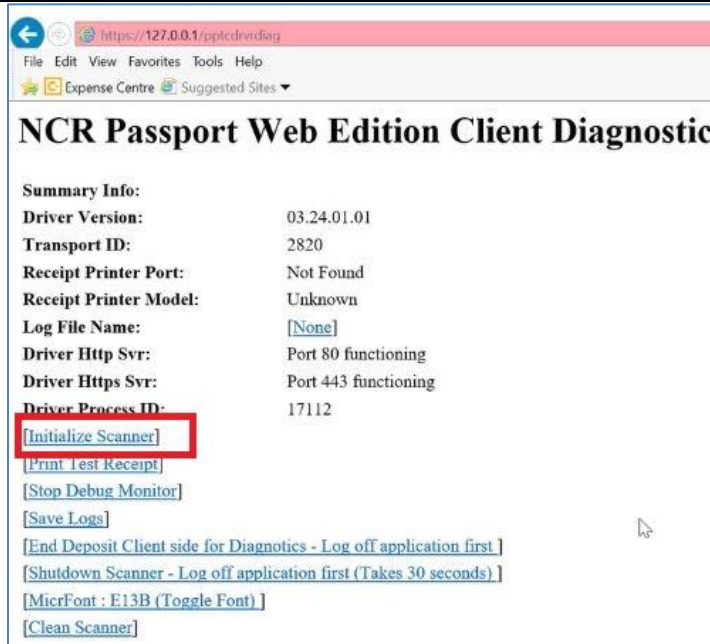 https://127.0.0.1/pptcdrvrdiag
File Edit View Favorites Tools Help
Expense Centre Suggested Sites
NCR Passport Web Edition Client Diagnostic
Summary Info:
Driver Version: 03.24.01.01
Transport ID: 2820
Receipt Printer Port: Not Found
Receipt Printer Model: Unknown
Log File Name: [None]
Driver Http Svr: Port 80 functioning
Driver Https Svr: Port 443 functioning
Driver Process ID: 17112
[Initialize Scanner]
[Print Test Receipt]
[Stop Debug Monitor]
[Save Logs]
[End Deposit Client side for Diagnotics - Log off application first ]
[Shutdown Scanner - Log off application first (Takes 30 seconds) ]
[MicrFont : E13B (Toggle Font) ]
[Clean Scanner]